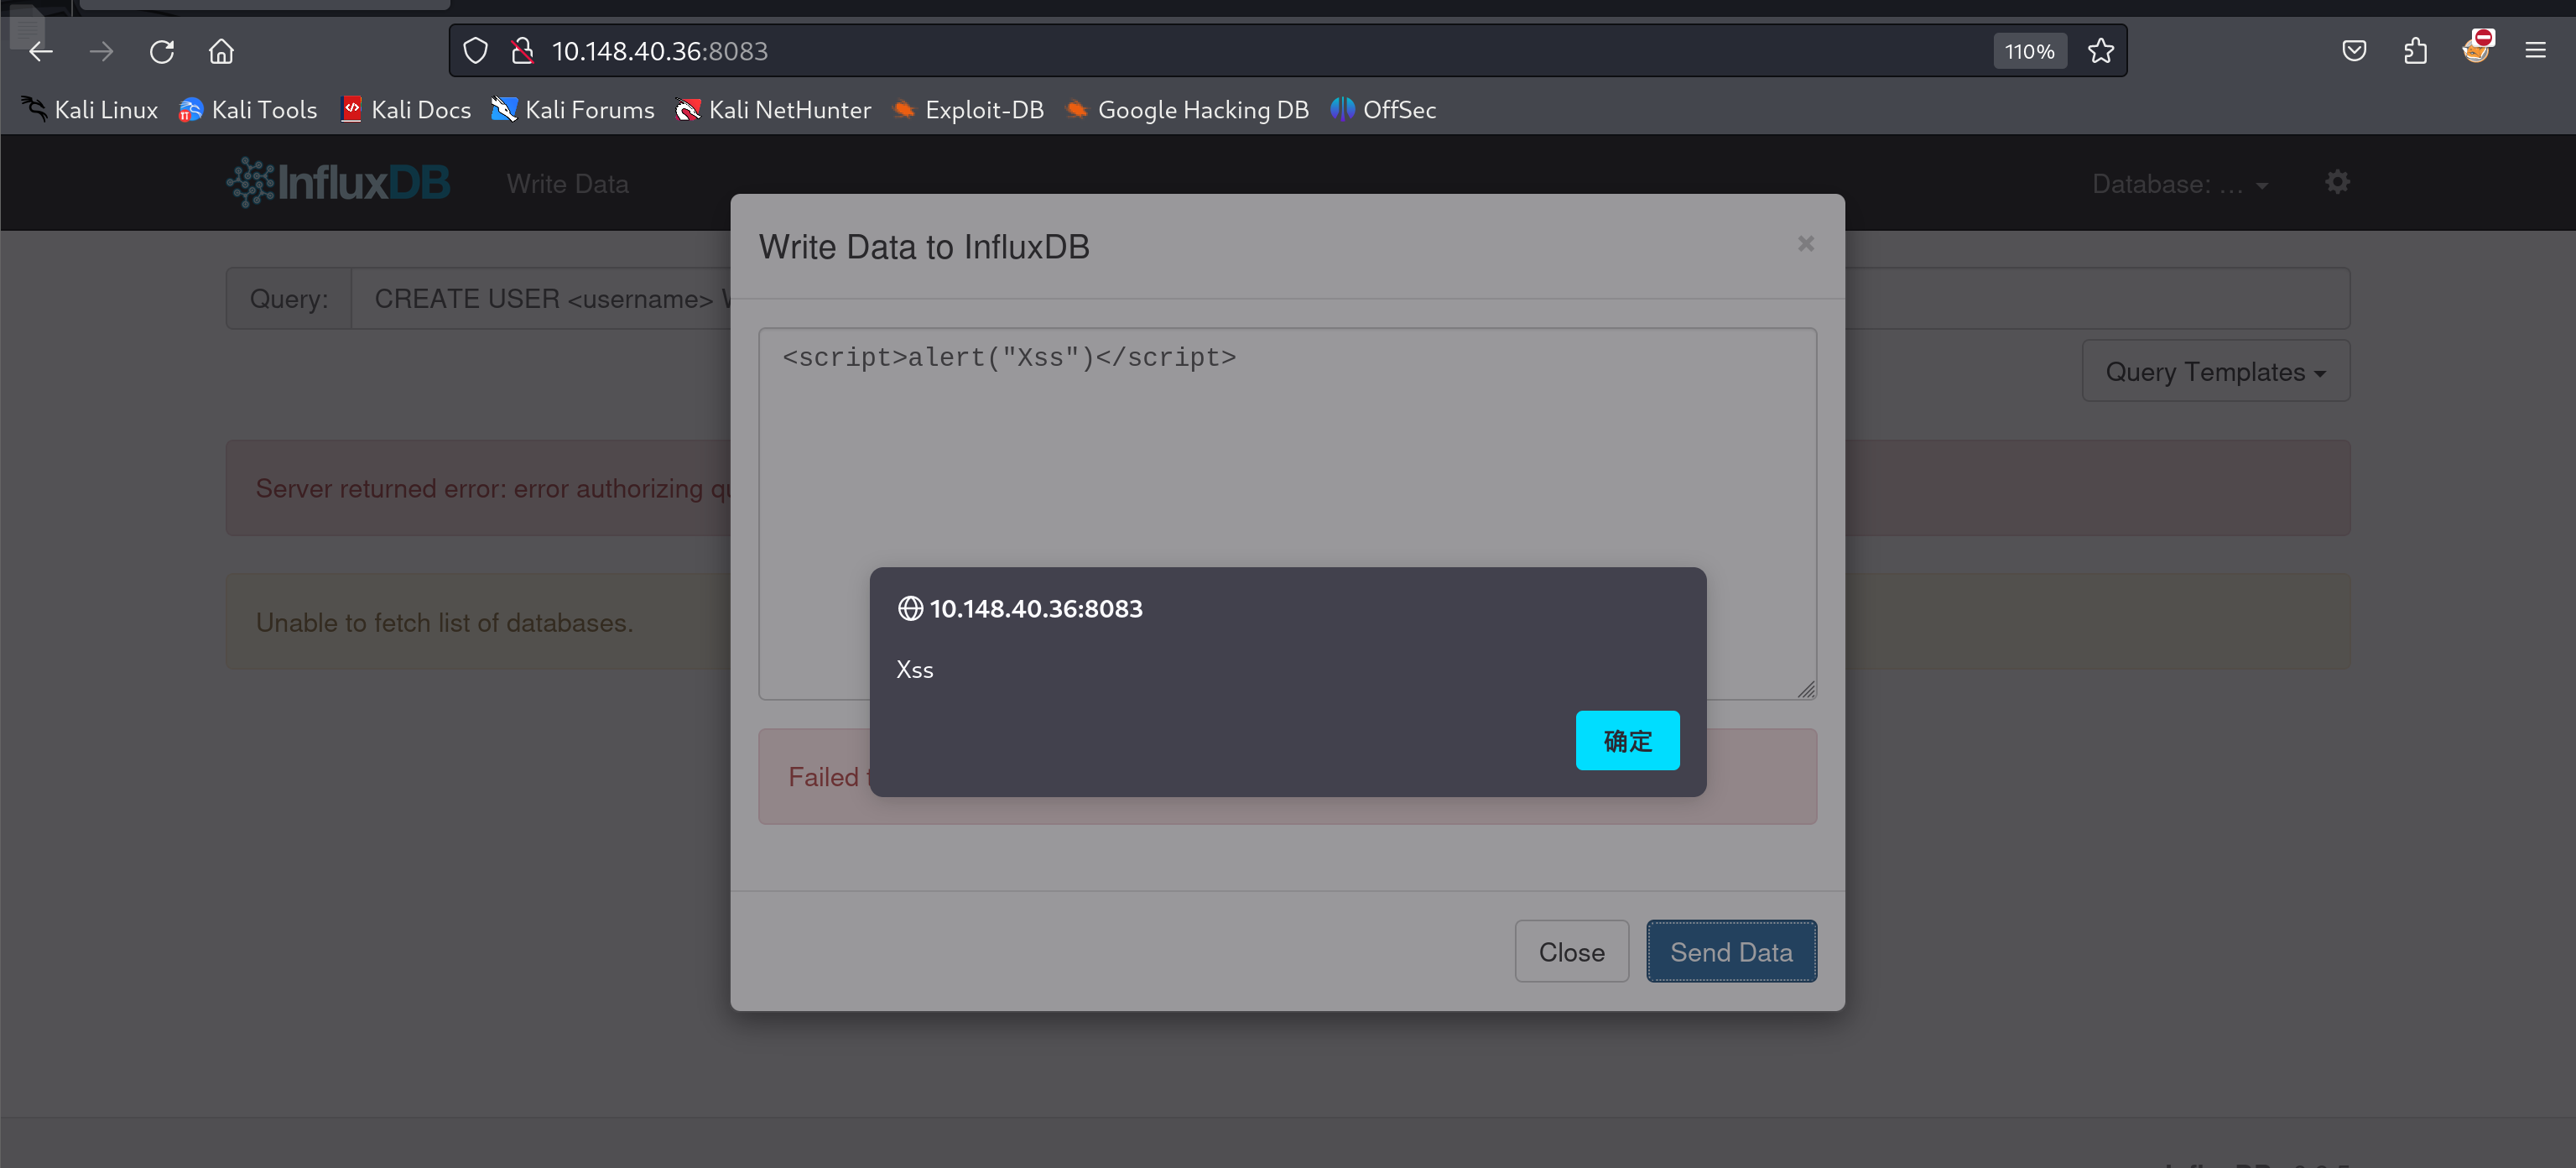 10.148.40.36:8083
110%
Kali Linux Kali Tools Kali Docs Kali Forums Kali NetHunter Exploit-DB Google Hacking DB OffSec
InfluxDB Write Data Database: ...
Write Data to InfluxDB
Query: CREATE USER <username>
<script>alert("Xss")</script>
Query Templates
Server returned error: error authorizing
10.148.40.36:8083
Unable to fetch list of databases.
Xss
确定
Failed
Close Send Data